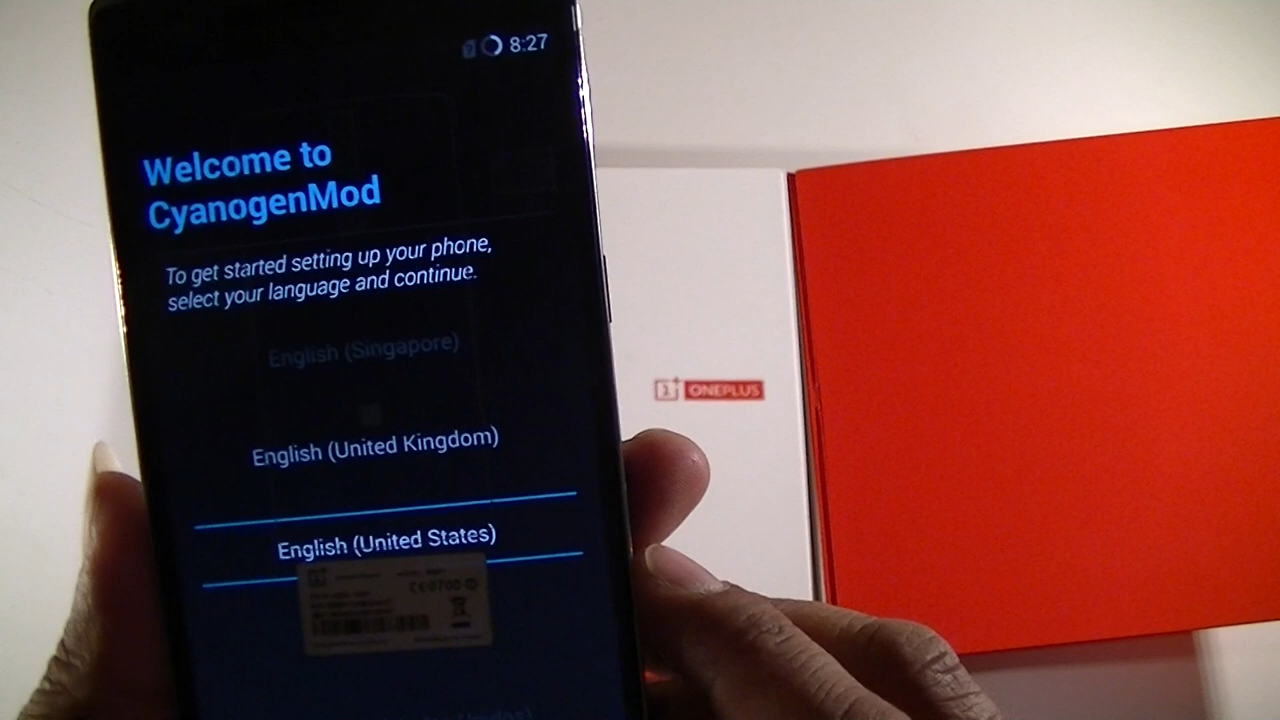 8:27
Welcome to
CyanogenMod
To get started setting up your phone,
select your language and continue.
English (Singapore)
English (United Kingdom)
English (United States)
CE0700
1+ ONEPLUS